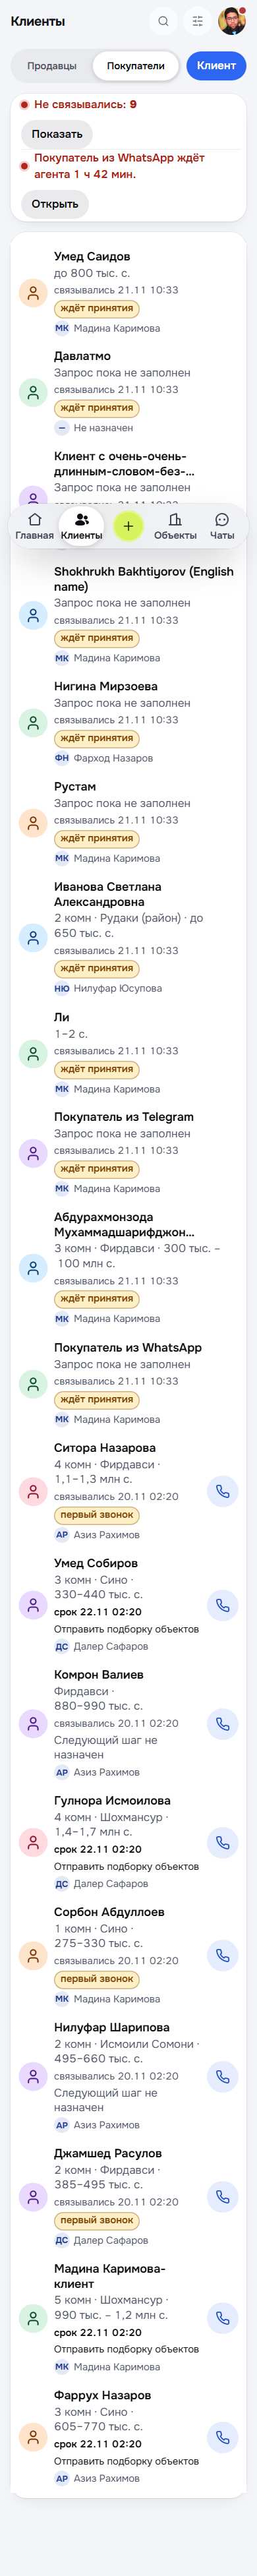 Клиенты
Продавцы
Покупатели
Клиент
Не связывались: 9
Показать
Покупатель из WhatsApp ждёт
агента 1 ч 42 мин.
Открыть
Умед Саидов
до 800 тыс. с.
связывались 21.11 10:33
ждёт принятия
МК Мадина Каримова
Давлатмо
Запрос пока не заполнен
связывались 21.11 10:33
ждёт принятия
– Не назначен
Клиент с очень-очень-
длинным-словом-без-...
Запрос пока не заполнен
Главная
Клиенты
Объекты
Чаты
Shokhrukh Bakhtiyorov (English
name)
Запрос пока не заполнен
связывались 21.11 10:33
ждёт принятия
МК Мадина Каримова
Нигина Мирзоева
Запрос пока не заполнен
связывались 21.11 10:33
ждёт принятия
ФН Фарход Назаров
Рустам
Запрос пока не заполнен
связывались 21.11 10:33
ждёт принятия
МК Мадина Каримова
Иванова Светлана
Александровна
2 комн · Рудаки (район) · до
650 тыс. с.
связывались 21.11 10:33
ждёт принятия
НЮ Нилуфар Юсупова
Ли
1–2 с.
связывались 21.11 10:33
ждёт принятия
МК Мадина Каримова
Покупатель из Telegram
Запрос пока не заполнен
связывались 21.11 10:33
ждёт принятия
МК Мадина Каримова
Абдурахмонзода
Мухаммадшарифджон...
3 комн · Фирдавси · 300 тыс. –
100 млн с.
связывались 21.11 10:33
ждёт принятия
МК Мадина Каримова
Покупатель из WhatsApp
Запрос пока не заполнен
связывались 21.11 10:33
ждёт принятия
МК Мадина Каримова
Ситора Назарова
4 комн · Фирдавси ·
1,1–1,3 млн с.
связывались 20.11 02:20
первый звонок
АР Азиз Рахимов
Умед Собиров
3 комн · Сино ·
330–440 тыс. с.
срок 22.11 02:20
Отправить подборку объектов
ДС Далер Сафаров
Комрон Валиев
Фирдавси ·
880–990 тыс. с.
связывались 20.11 02:20
Следующий шаг не
назначен
АР Азиз Рахимов
Гулнора Исмоилова
4 комн · Шохмансур ·
1,4–1,7 млн с.
срок 22.11 02:20
Отправить подборку объектов
ДС Далер Сафаров
Сорбон Абдуллоев
1 комн · Сино ·
275–330 тыс. с.
связывались 20.11 02:20
первый звонок
МК Мадина Каримова
Нилуфар Шарипова
2 комн · Исмоили Сомони ·
495–660 тыс. с.
связывались 20.11 02:20
Следующий шаг не
назначен
АР Азиз Рахимов
Джамшед Расулов
2 комн · Фирдавси ·
385–495 тыс. с.
связывались 20.11 02:20
первый звонок
ДС Далер Сафаров
Мадина Каримова-
клиент
5 комн · Шохмансур ·
990 тыс. – 1,2 млн с.
срок 22.11 02:20
Отправить подборку объектов
МК Мадина Каримова
Фаррух Назаров
3 комн · Сино ·
605–770 тыс. с.
срок 22.11 02:20
Отправить подборку объектов
АР Азиз Рахимов